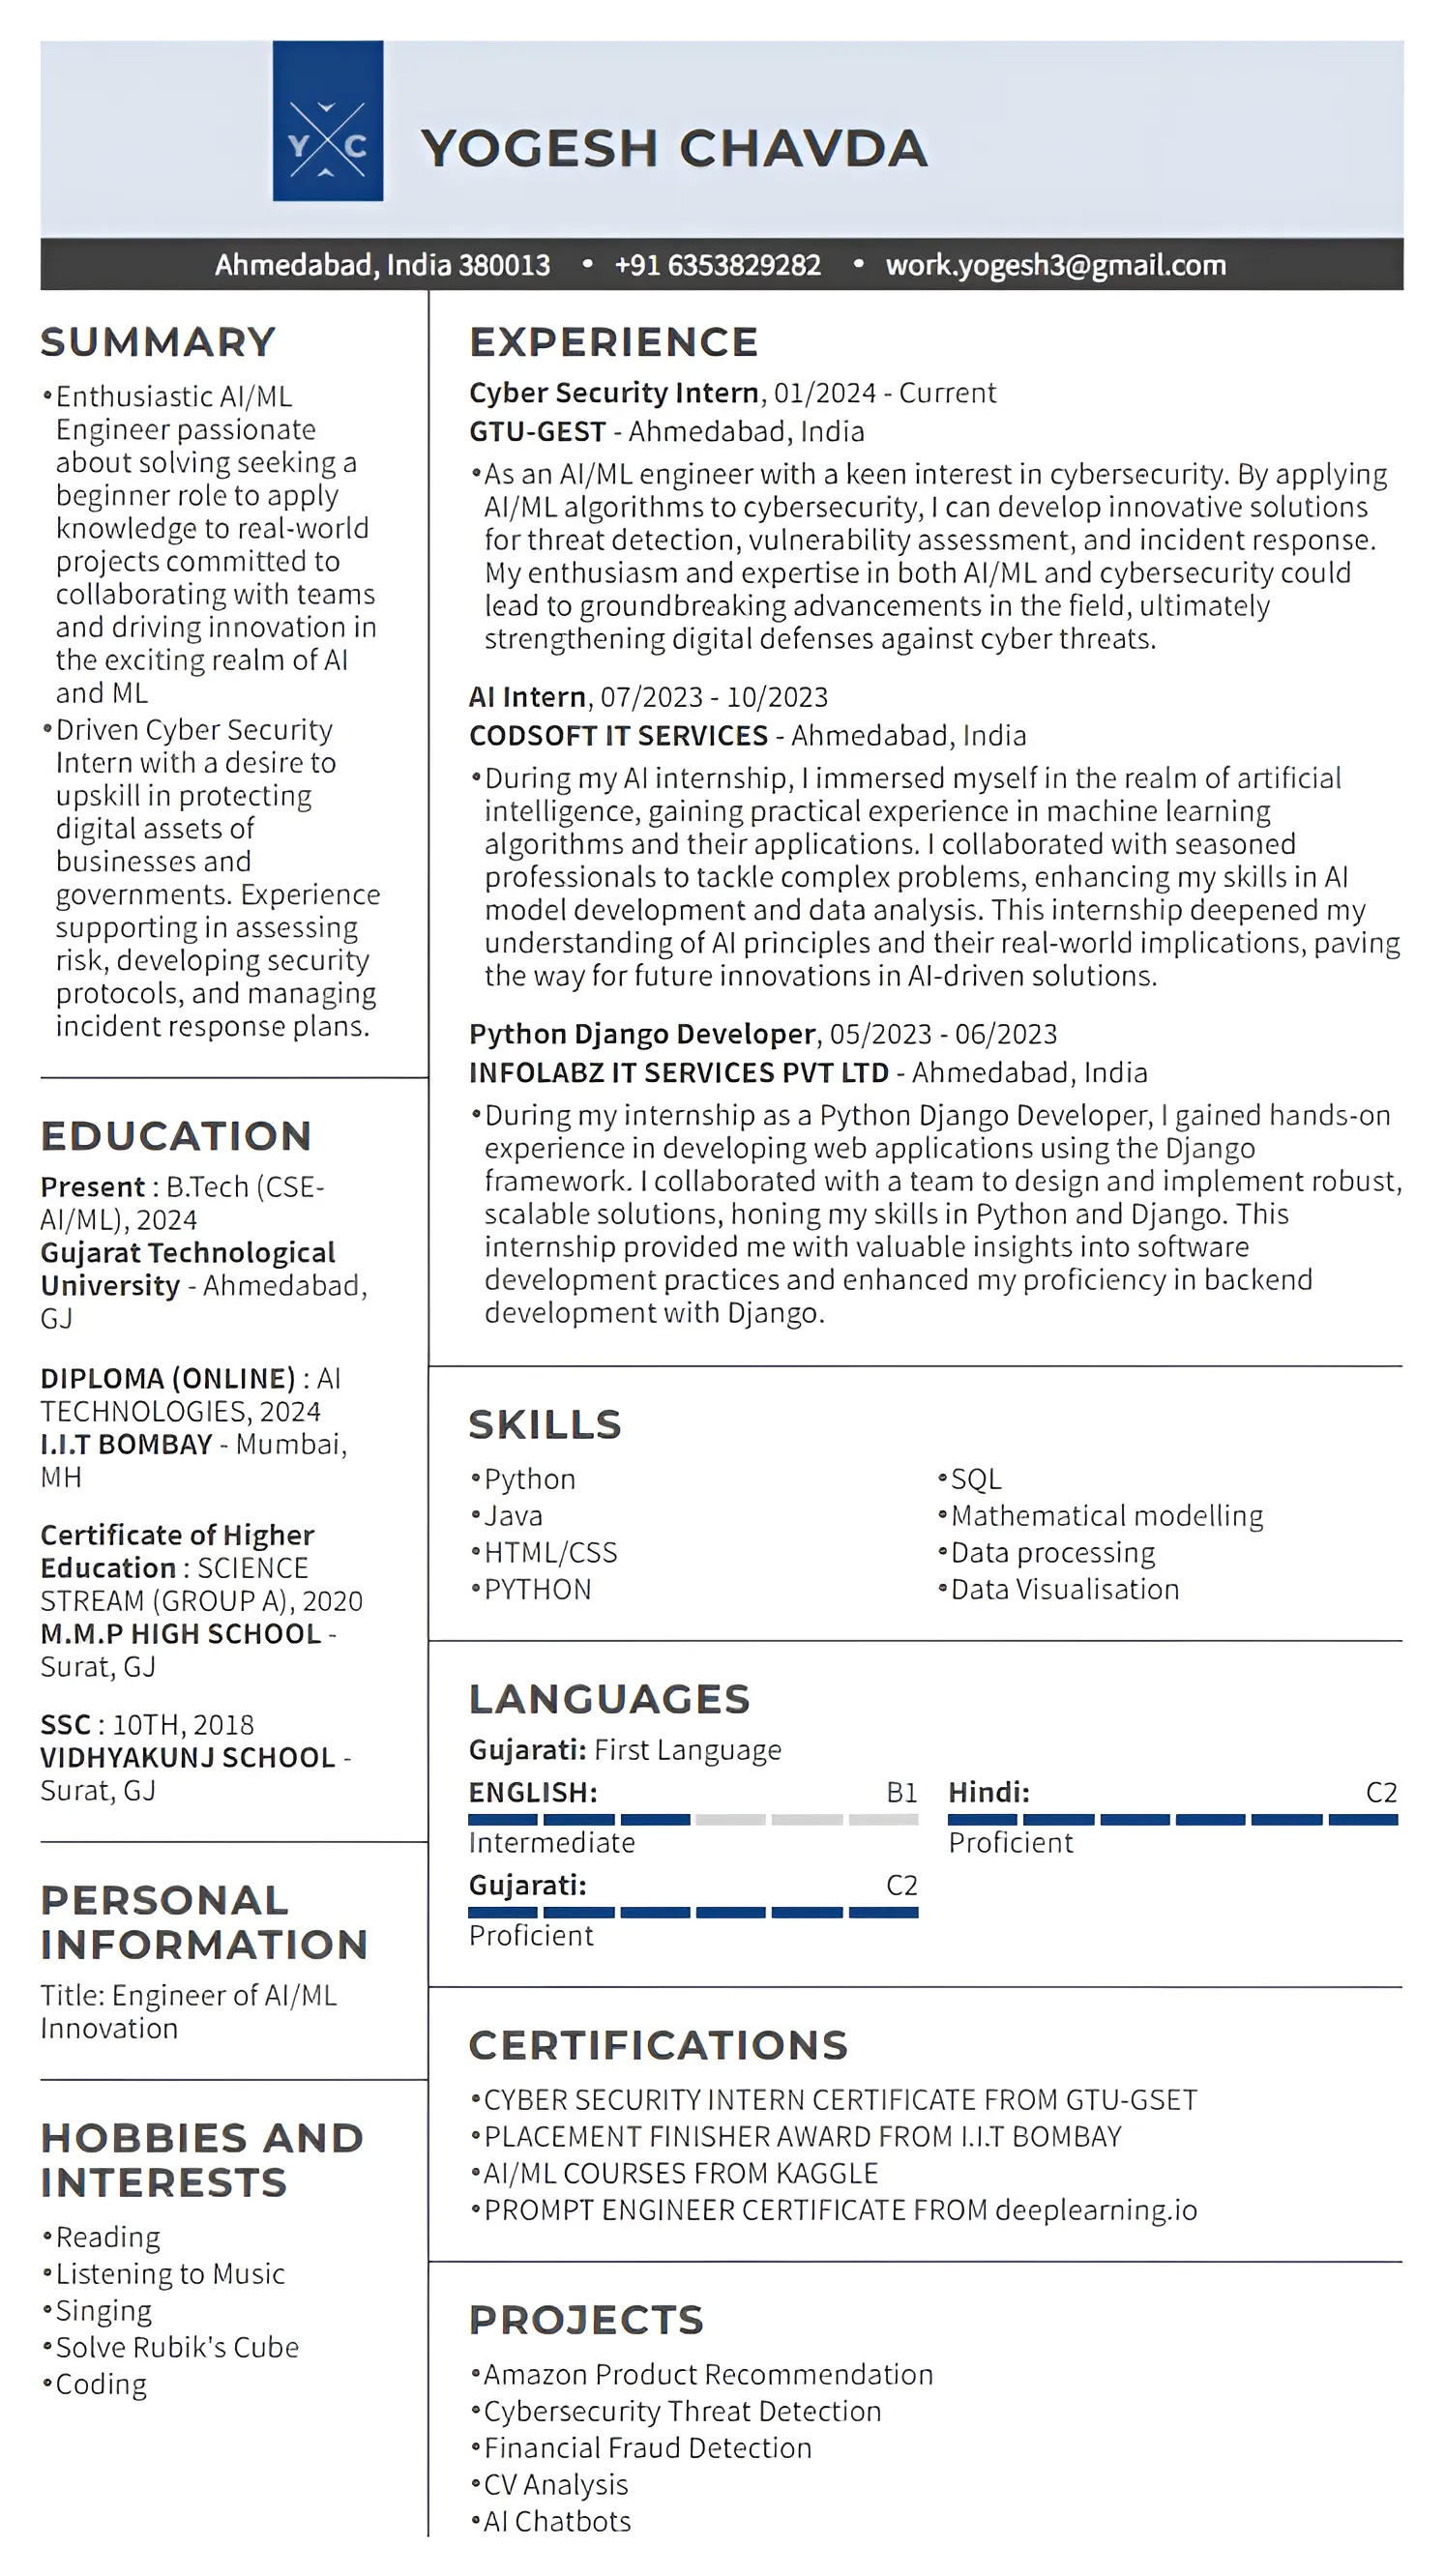 Y C
YOGESH CHAVDA
Ahmedabad, India 380013 • +91 6353829282 • work.yogesh3@gmail.com
SUMMARY
•Enthusiastic AI/ML
Engineer passionate
about solving seeking a
beginner role to apply
knowledge to real-world
projects committed to
collaborating with teams
and driving innovation in
the exciting realm of AI
and ML
•Driven Cyber Security
Intern with a desire to
upskill in protecting
digital assets of
businesses and
governments. Experience
supporting in assessing
risk, developing security
protocols, and managing
incident response plans.
EDUCATION
Present : B.Tech (CSE-
AI/ML), 2024
Gujarat Technological
University - Ahmedabad,
GJ
DIPLOMA (ONLINE) : AI
TECHNOLOGIES, 2024
I.I.T BOMBAY - Mumbai,
MH
Certificate of Higher
Education : SCIENCE
STREAM (GROUP A), 2020
M.M.P HIGH SCHOOL -
Surat, GJ
SSC : 10TH, 2018
VIDHYAKUNJ SCHOOL -
Surat, GJ
PERSONAL
INFORMATION
Title: Engineer of AI/ML
Innovation
HOBBIES AND
INTERESTS
•Reading
•Listening to Music
•Singing
•Solve Rubik's Cube
•Coding
EXPERIENCE
Cyber Security Intern, 01/2024 - Current
GTU-GEST - Ahmedabad, India
•As an AI/ML engineer with a keen interest in cybersecurity. By applying
AI/ML algorithms to cybersecurity, I can develop innovative solutions
for threat detection, vulnerability assessment, and incident response.
My enthusiasm and expertise in both AI/ML and cybersecurity could
lead to groundbreaking advancements in the field, ultimately
strengthening digital defenses against cyber threats.
AI Intern, 07/2023 - 10/2023
CODSOFT IT SERVICES - Ahmedabad, India
•During my AI internship, I immersed myself in the realm of artificial
intelligence, gaining practical experience in machine learning
algorithms and their applications. I collaborated with seasoned
professionals to tackle complex problems, enhancing my skills in AI
model development and data analysis. This internship deepened my
understanding of AI principles and their real-world implications, paving
the way for future innovations in AI-driven solutions.
Python Django Developer, 05/2023 - 06/2023
INFOLABZ IT SERVICES PVT LTD - Ahmedabad, India
•During my internship as a Python Django Developer, I gained hands-on
experience in developing web applications using the Django
framework. I collaborated with a team to design and implement robust,
scalable solutions, honing my skills in Python and Django. This
internship provided me with valuable insights into software
development practices and enhanced my proficiency in backend
development with Django.
SKILLS
•Python
•Java
•HTML/CSS
•PYTHON
•SQL
•Mathematical modelling
•Data processing
•Data Visualisation
LANGUAGES
Gujarati: First Language
ENGLISH: B1
Intermediate
Hindi: C2
Proficient
Gujarati: C2
Proficient
CERTIFICATIONS
•CYBER SECURITY INTERN CERTIFICATE FROM GTU-GSET
•PLACEMENT FINISHER AWARD FROM I.I.T BOMBAY
•AI/ML COURSES FROM KAGGLE
•PROMPT ENGINEER CERTIFICATE FROM deeplearning.io
PROJECTS
•Amazon Product Recommendation
•Cybersecurity Threat Detection
•Financial Fraud Detection
•CV Analysis
•AI Chatbots